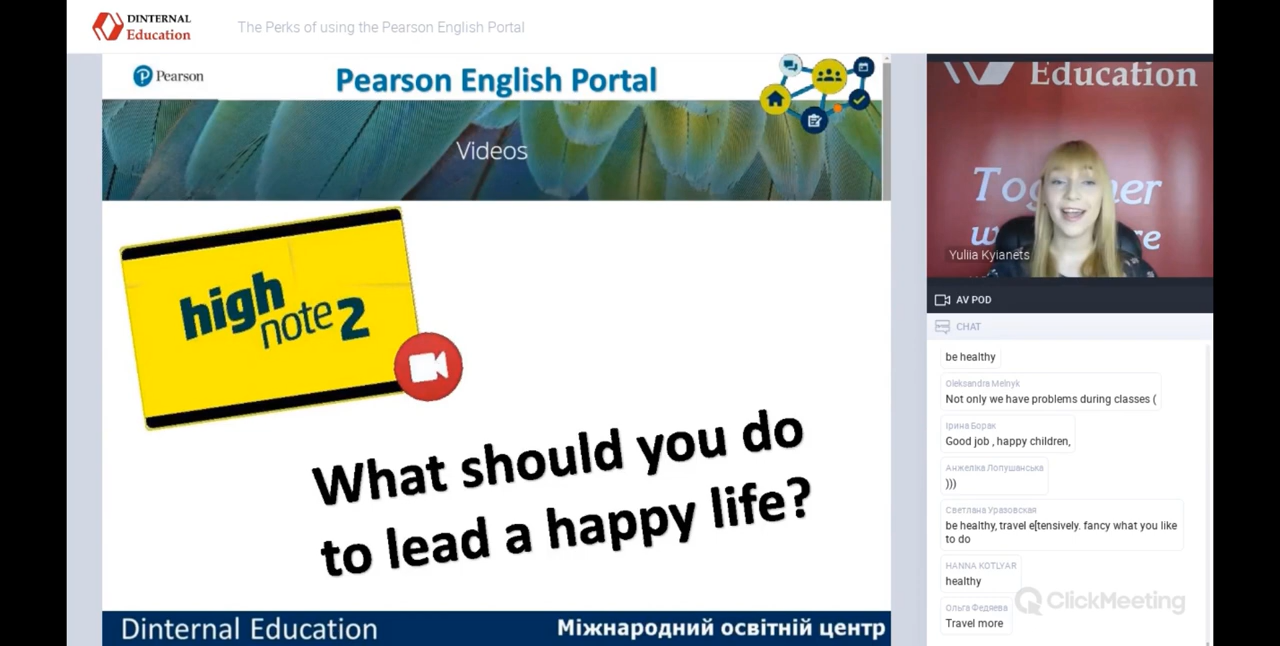 DINTERNAL
Education
The Perks of using the Pearson English Portal
Pearson
Pearson English Portal
Videos
high
note 2
What should you do
to lead a happy life?
Dinternal Education
Міжнародний освітній центр
Education
Yuliia Kyianets
AV POD
CHAT
be healthy
Oleksandra Melnyk
Not only we have problems during classes (
Ірина Борак
Good job , happy children,
Анжеліка Лопушанська
)))
Светлана Уразовская
be healthy, travel e[tensively. fancy what you like
to do
HANNA KOTLYAR
healthy
Ольга Федяева
Travel more
ClickMeeting